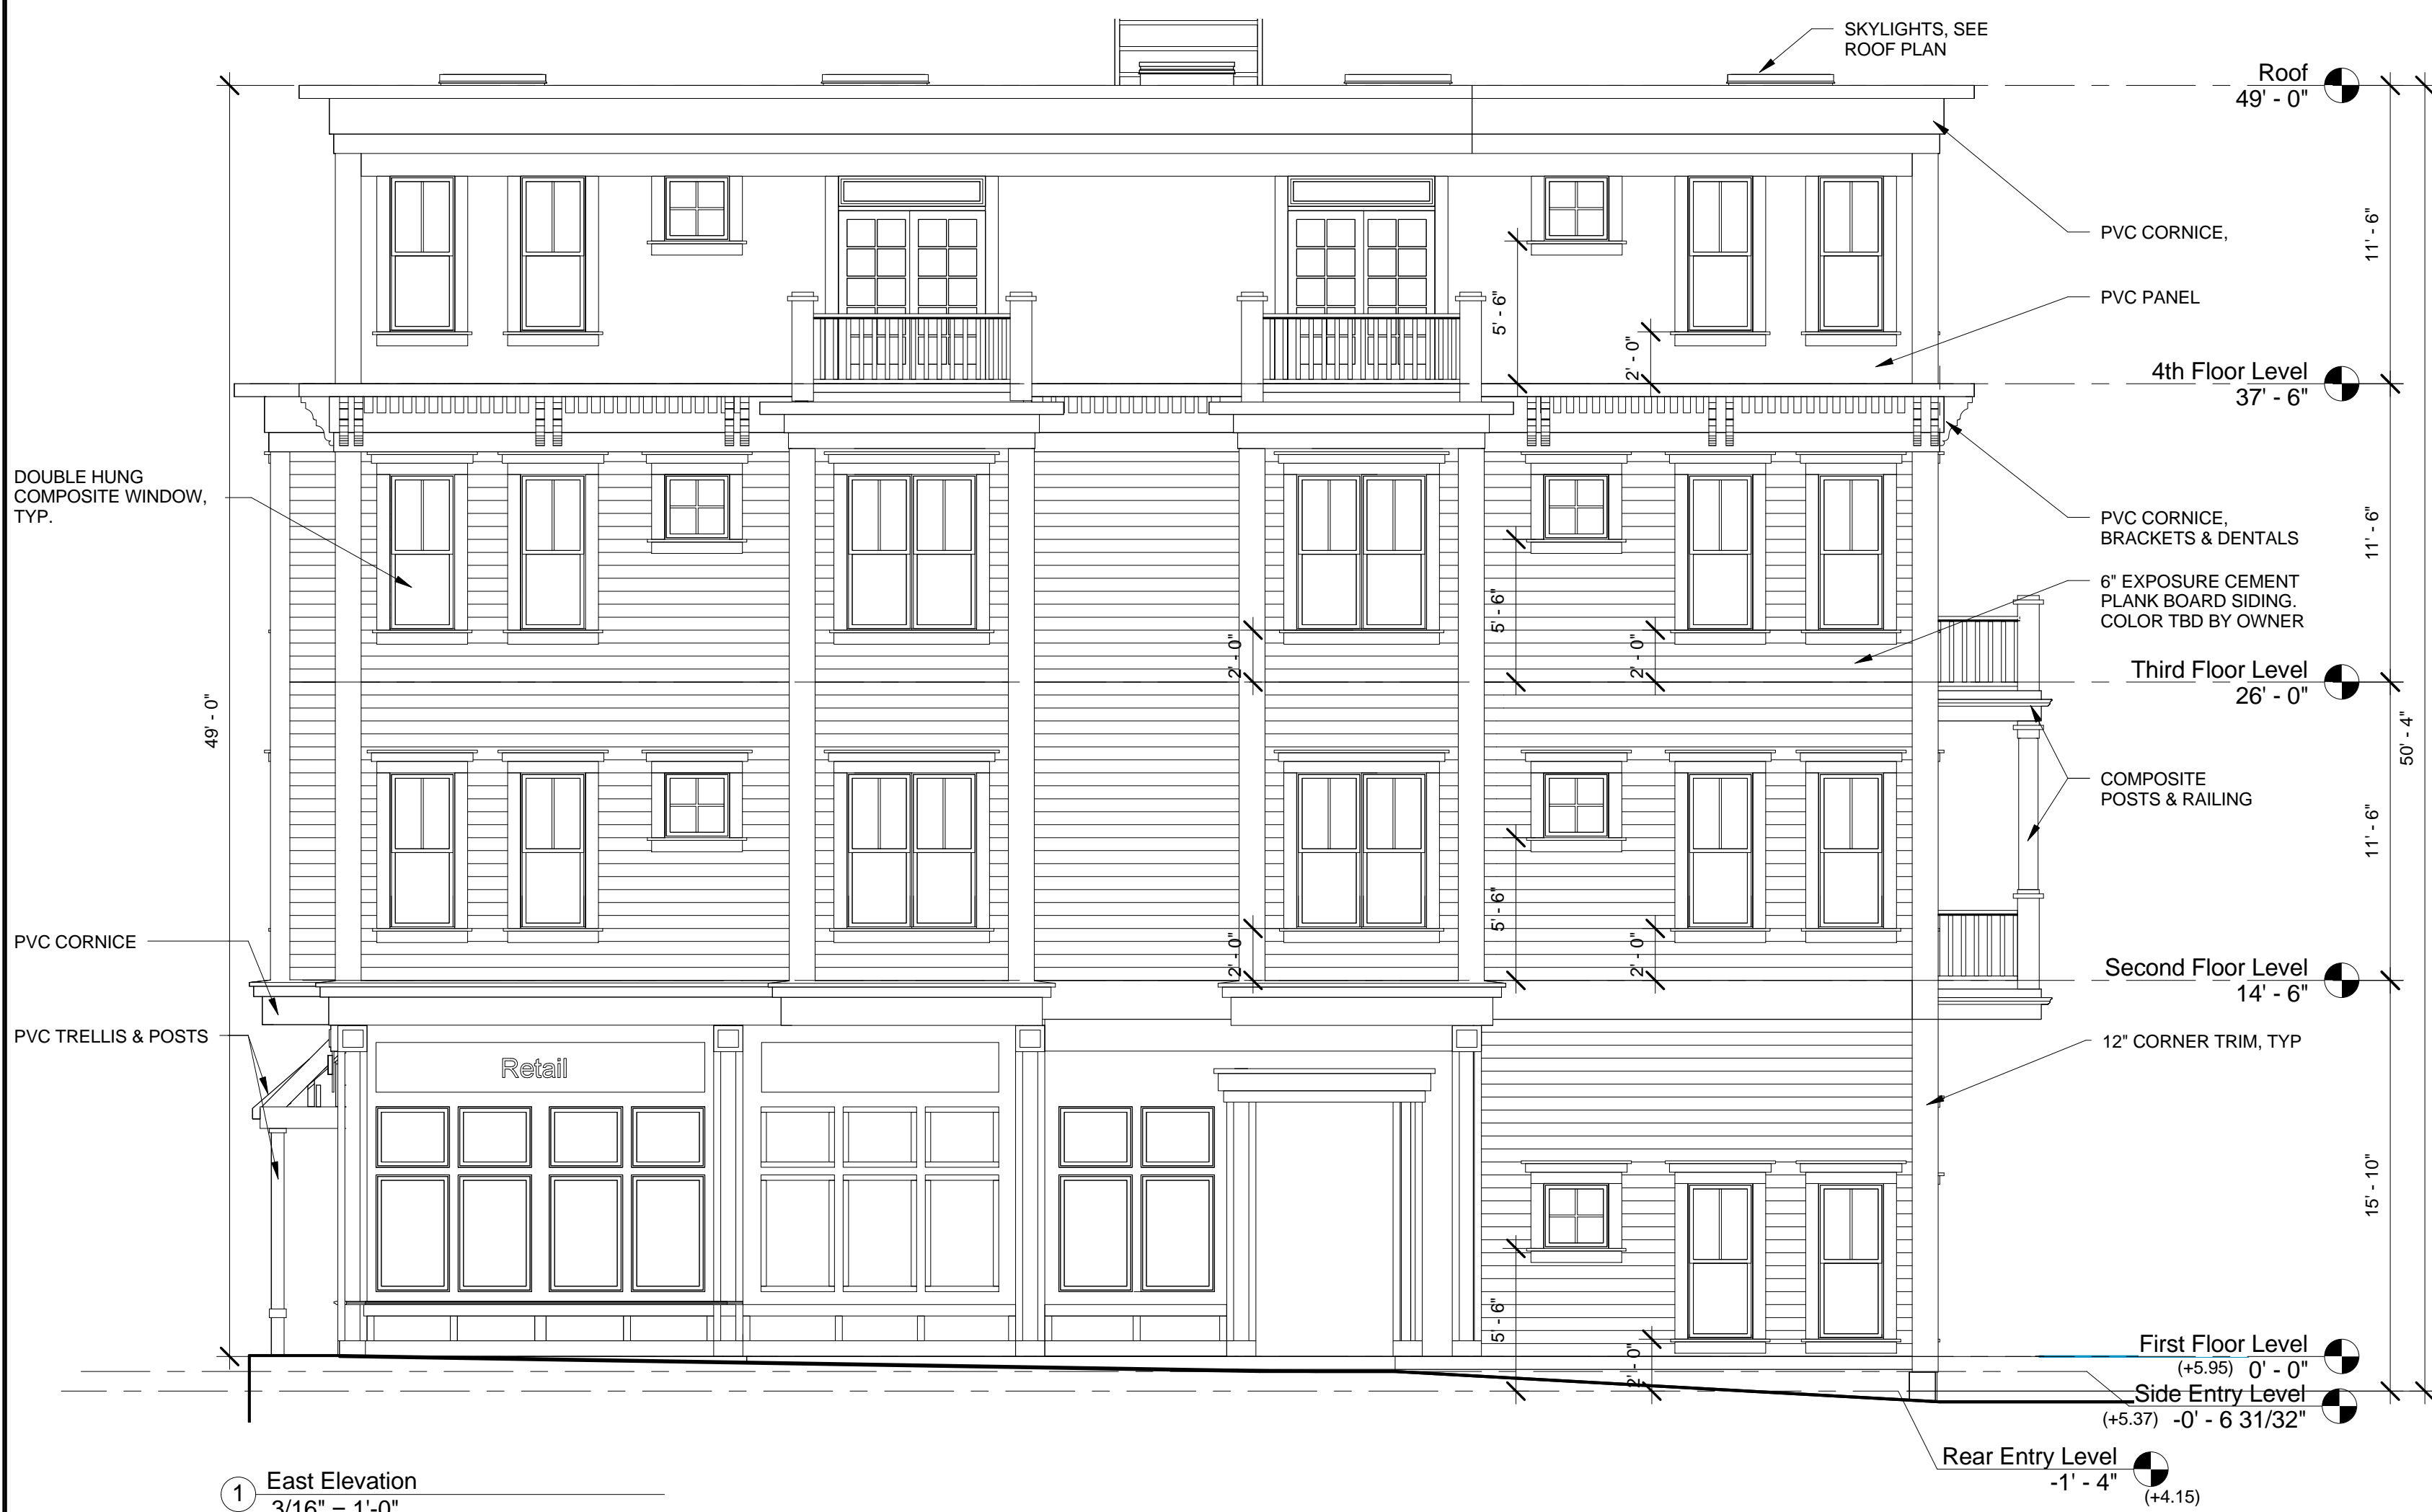 SKYLIGHTS, SEE
ROOF PLAN
Roof
49' - 0"
PVC CORNICE,
11' - 6"
PVC PANEL
5' - 6"
2' - 0"
4th Floor Level
37' - 6"
DOUBLE HUNG
COMPOSITE WINDOW,
TYP.
PVC CORNICE,
BRACKETS & DENTALS
11' - 6"
6" EXPOSURE CEMENT
PLANK BOARD SIDING.
COLOR TBD BY OWNER
5' - 6"
2' - 0"
2' - 0"
Third Floor Level
26' - 0"
49' - 0"
50' - 4"
COMPOSITE
POSTS & RAILING
11' - 6"
5' - 6"
2' - 0"
2' - 0"
PVC CORNICE
Second Floor Level
14' - 6"
PVC TRELLIS & POSTS
12" CORNER TRIM, TYP
Retail
15' - 10"
5' - 6"
2' - 0"
First Floor Level
(+5.95) 0' - 0"
Side Entry Level
(+5.37) -0' - 6 31/32"
Rear Entry Level
-1' - 4"
(+4.15)
1 East Elevation
3/16" = 1'-0"